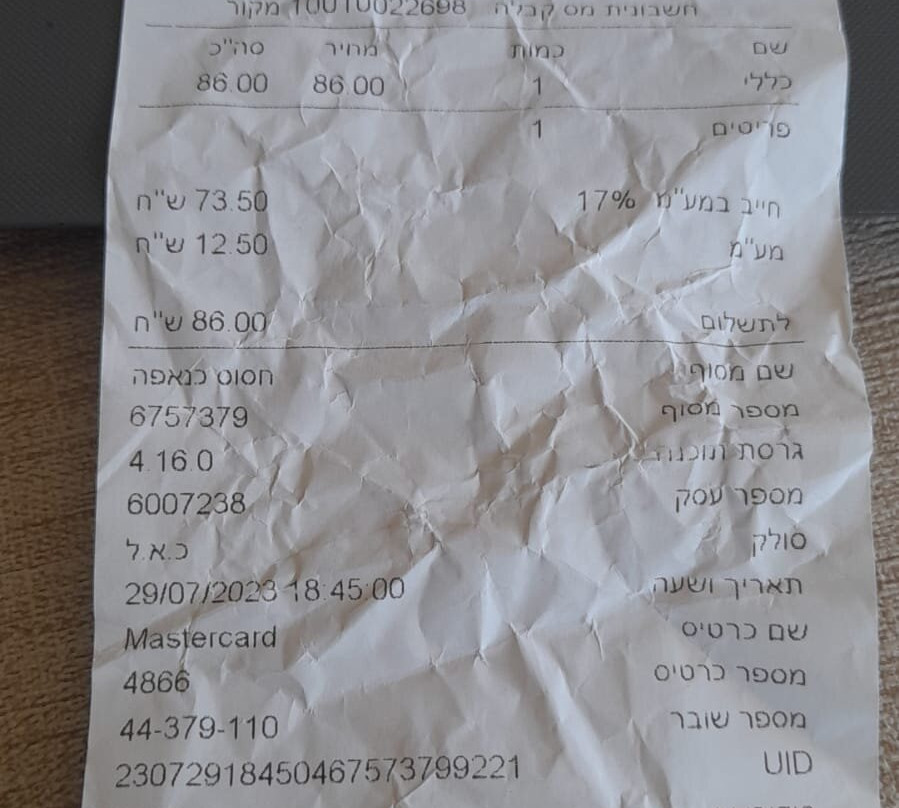 חשבונית מס קבלה 10010022698 מקור
שם כמות מחיר סה"כ
כללי 1 86.00 86.00
פריטים 1
חייב במע"מ 17% 73.50 ש"ח
מע"מ 12.50 ש"ח
לתשלום 86.00 ש"ח
שם מסוף חסוס כנאפה
מספר מסוף 6757379
גרסת תוכנה 4.16.0
מספר עסק 6007238
סולק כ.א.ל
תאריך ושעה 29/07/2023 18:45:00
שם כרטיס Mastercard
מספר כרטיס 4866
מספר שובר 44-379-110
UID 23072918450467573799221